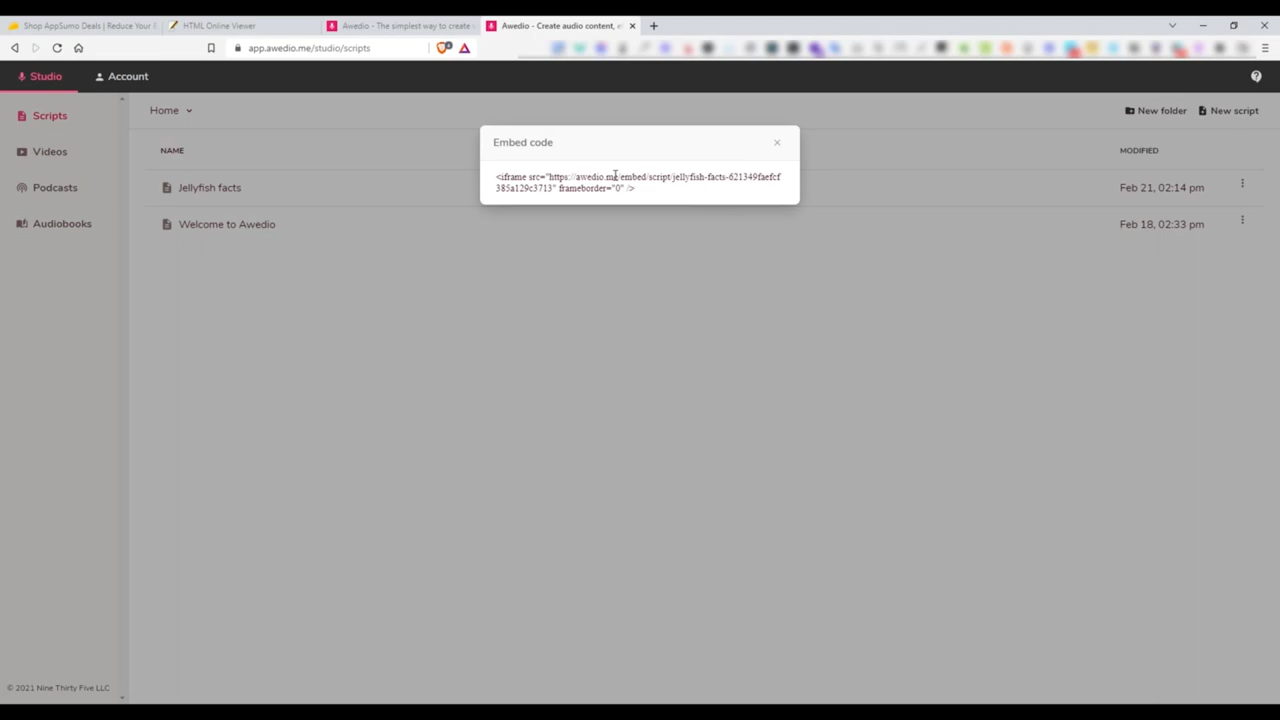 Shop AppSumo Deals | Reduce Your
HTML Online Viewer
Awedio - The simplest way to create
Awedio - Create audio content, ef
app.awedio.me/studio/scripts
Studio
Account
Scripts
Videos
Podcasts
Audiobooks
Home
New folder
New script
NAME
MODIFIED
Jellyfish facts
Feb 21, 02:14 pm
Welcome to Awedio
Feb 18, 02:33 pm
Embed code
<iframe src="https://awedio.me/embed/script/jellyfish-facts-621349faefcf
385a129c3713" frameborder="0" />
© 2021 Nine Thirty Five LLC